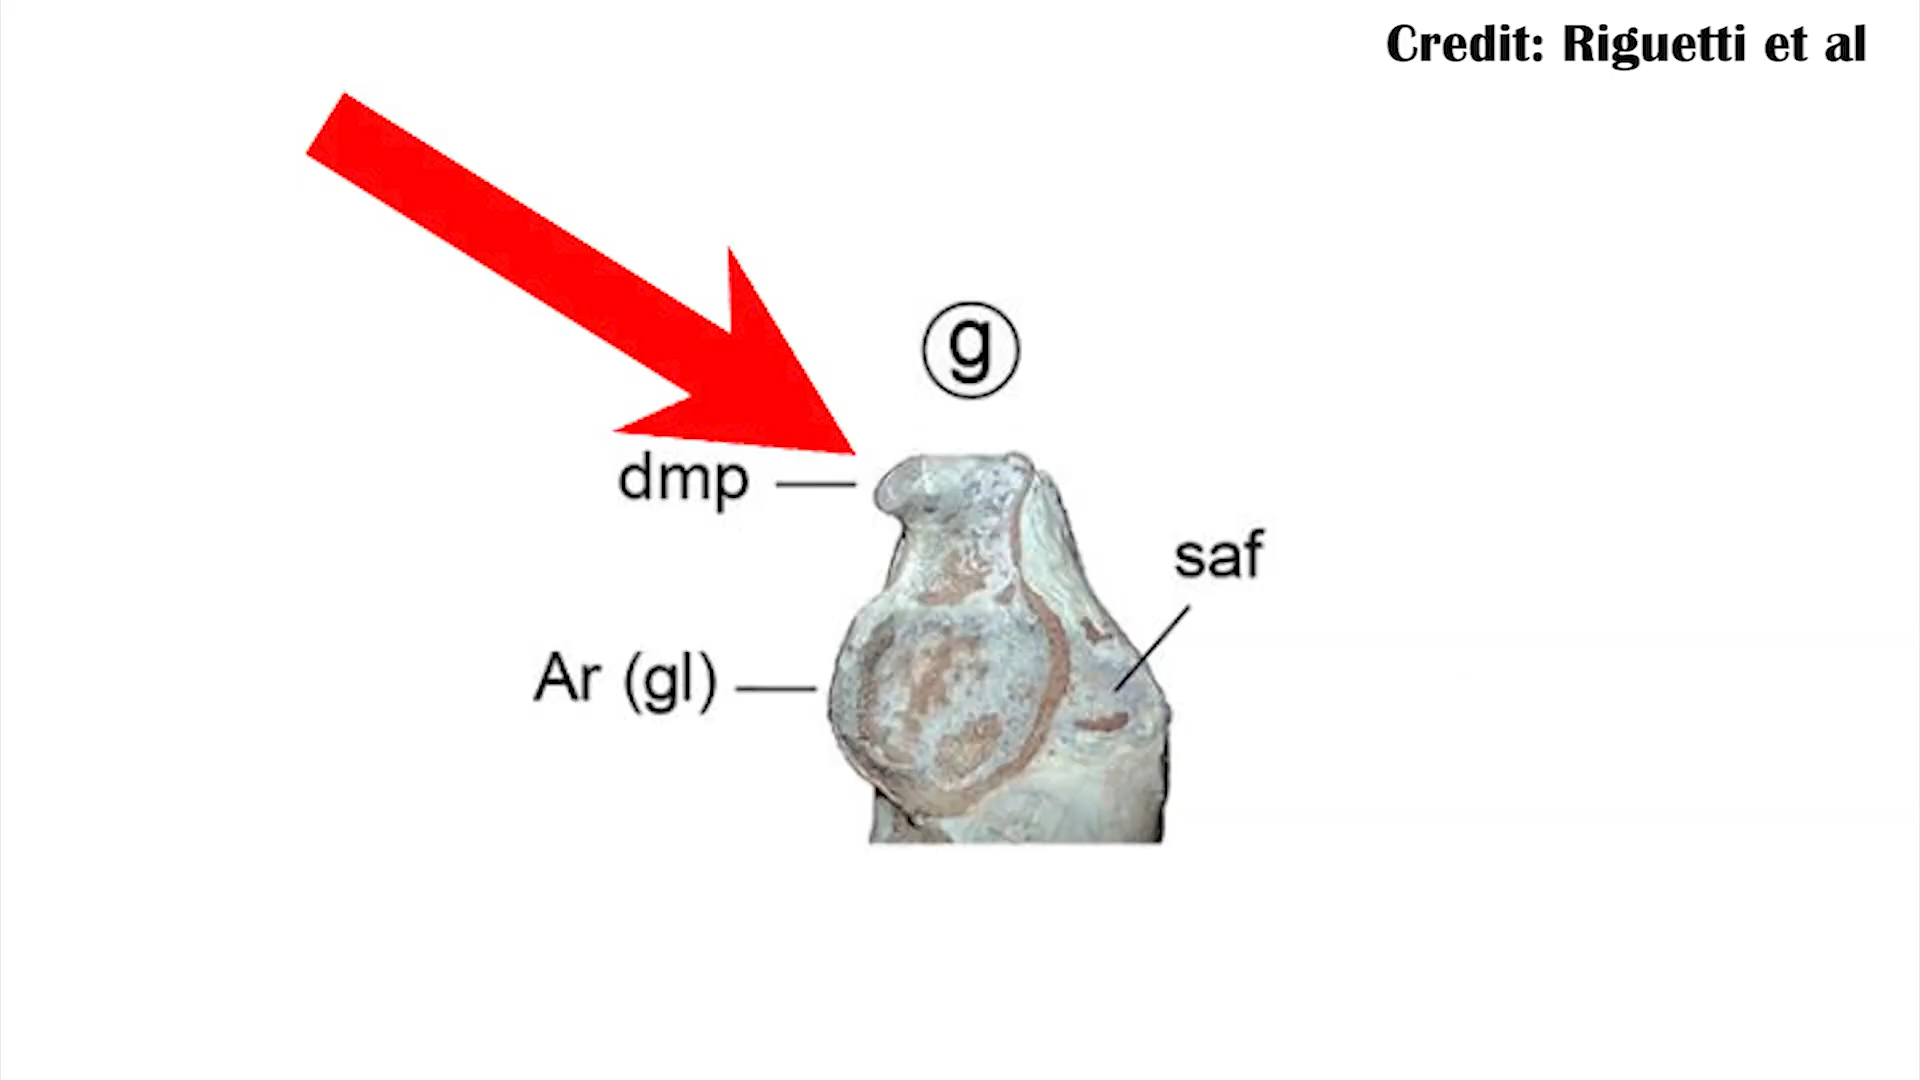 Credit: Riguetti et al
g
dmp
saf
Ar (gl)